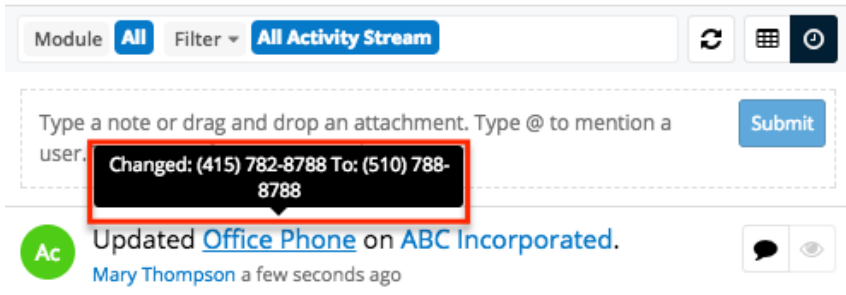 Module All Filter All Activity Stream
Type a note or drag and drop an attachment. Type @ to mention a
Submit
user.
Changed: (415) 782-8788 To: (510) 788-
8788
Ac
Updated Office Phone on ABC Incorporated.
Mary Thompson a few seconds ago